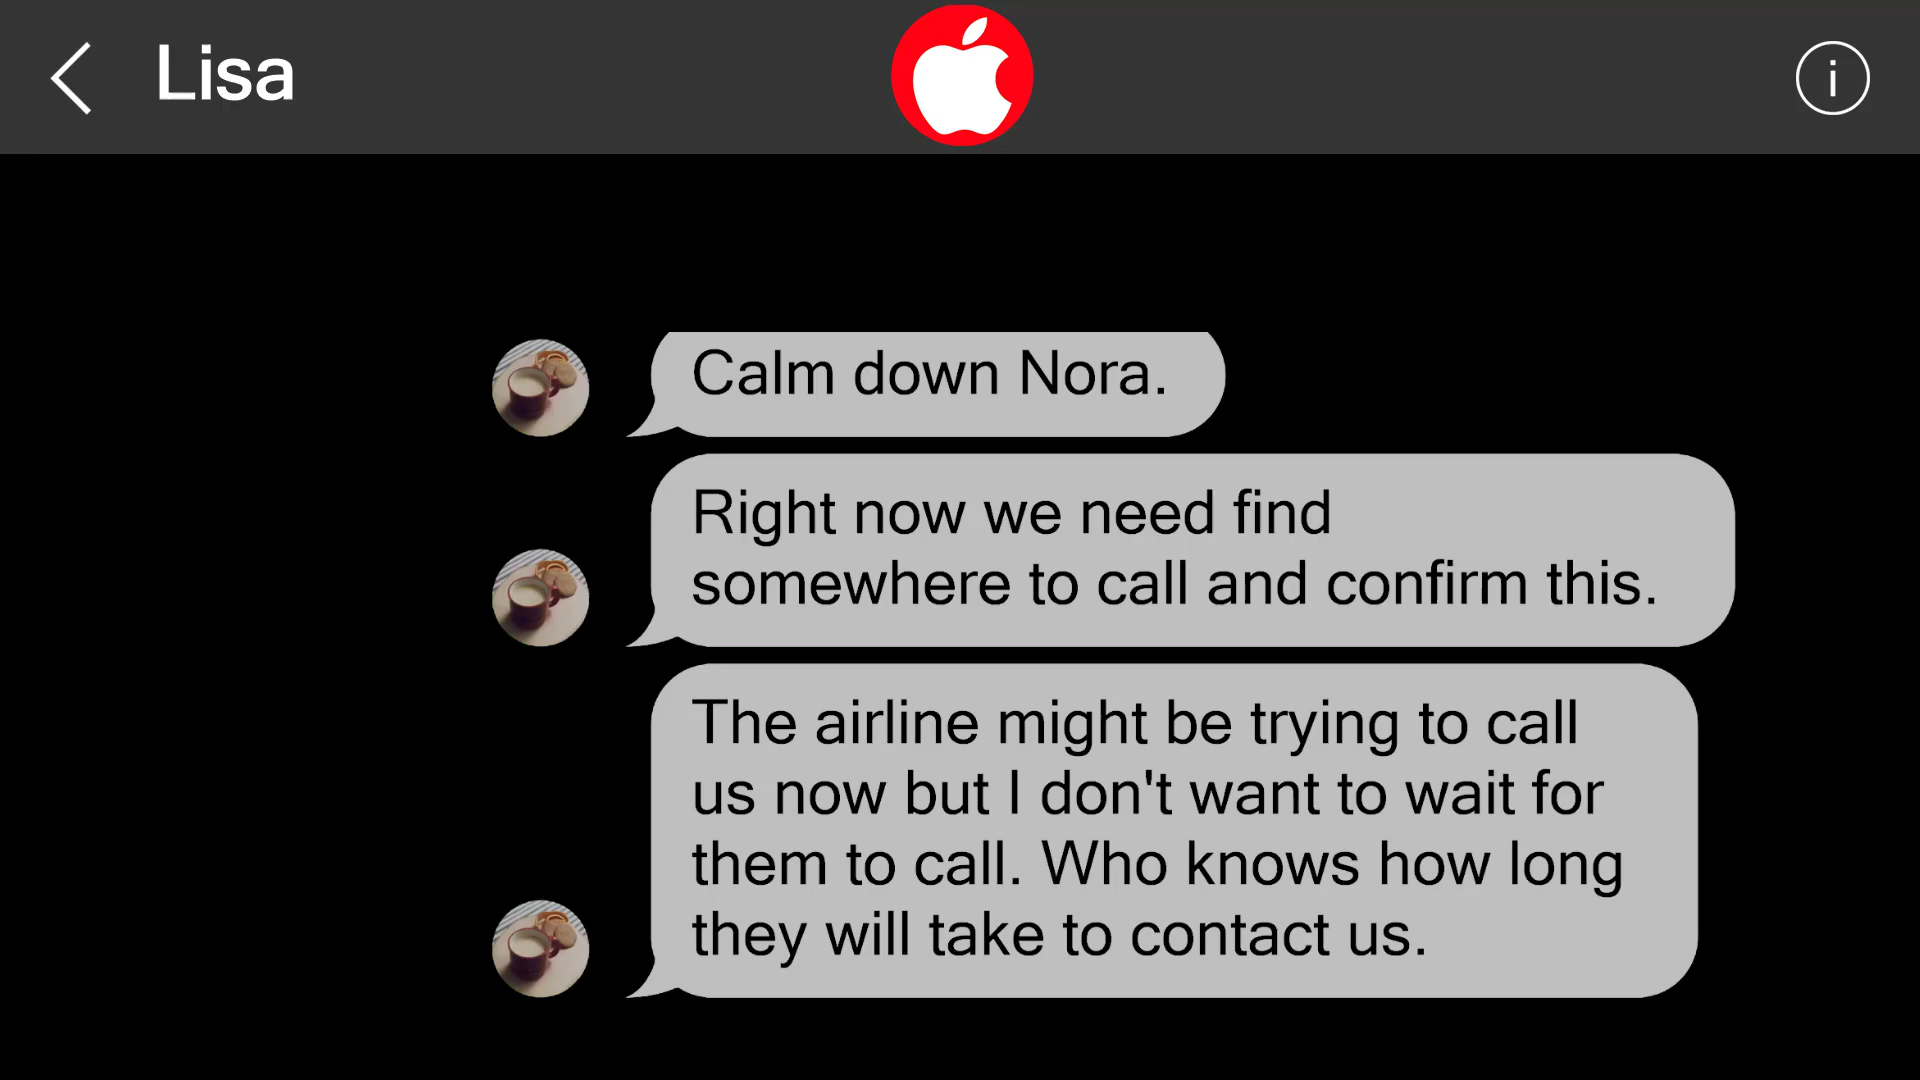 Lisa
i
Calm down Nora.
Right now we need find
somewhere to call and confirm this.
The airline might be trying to call
us now but I don't want to wait for
them to call. Who knows how long
they will take to contact us.